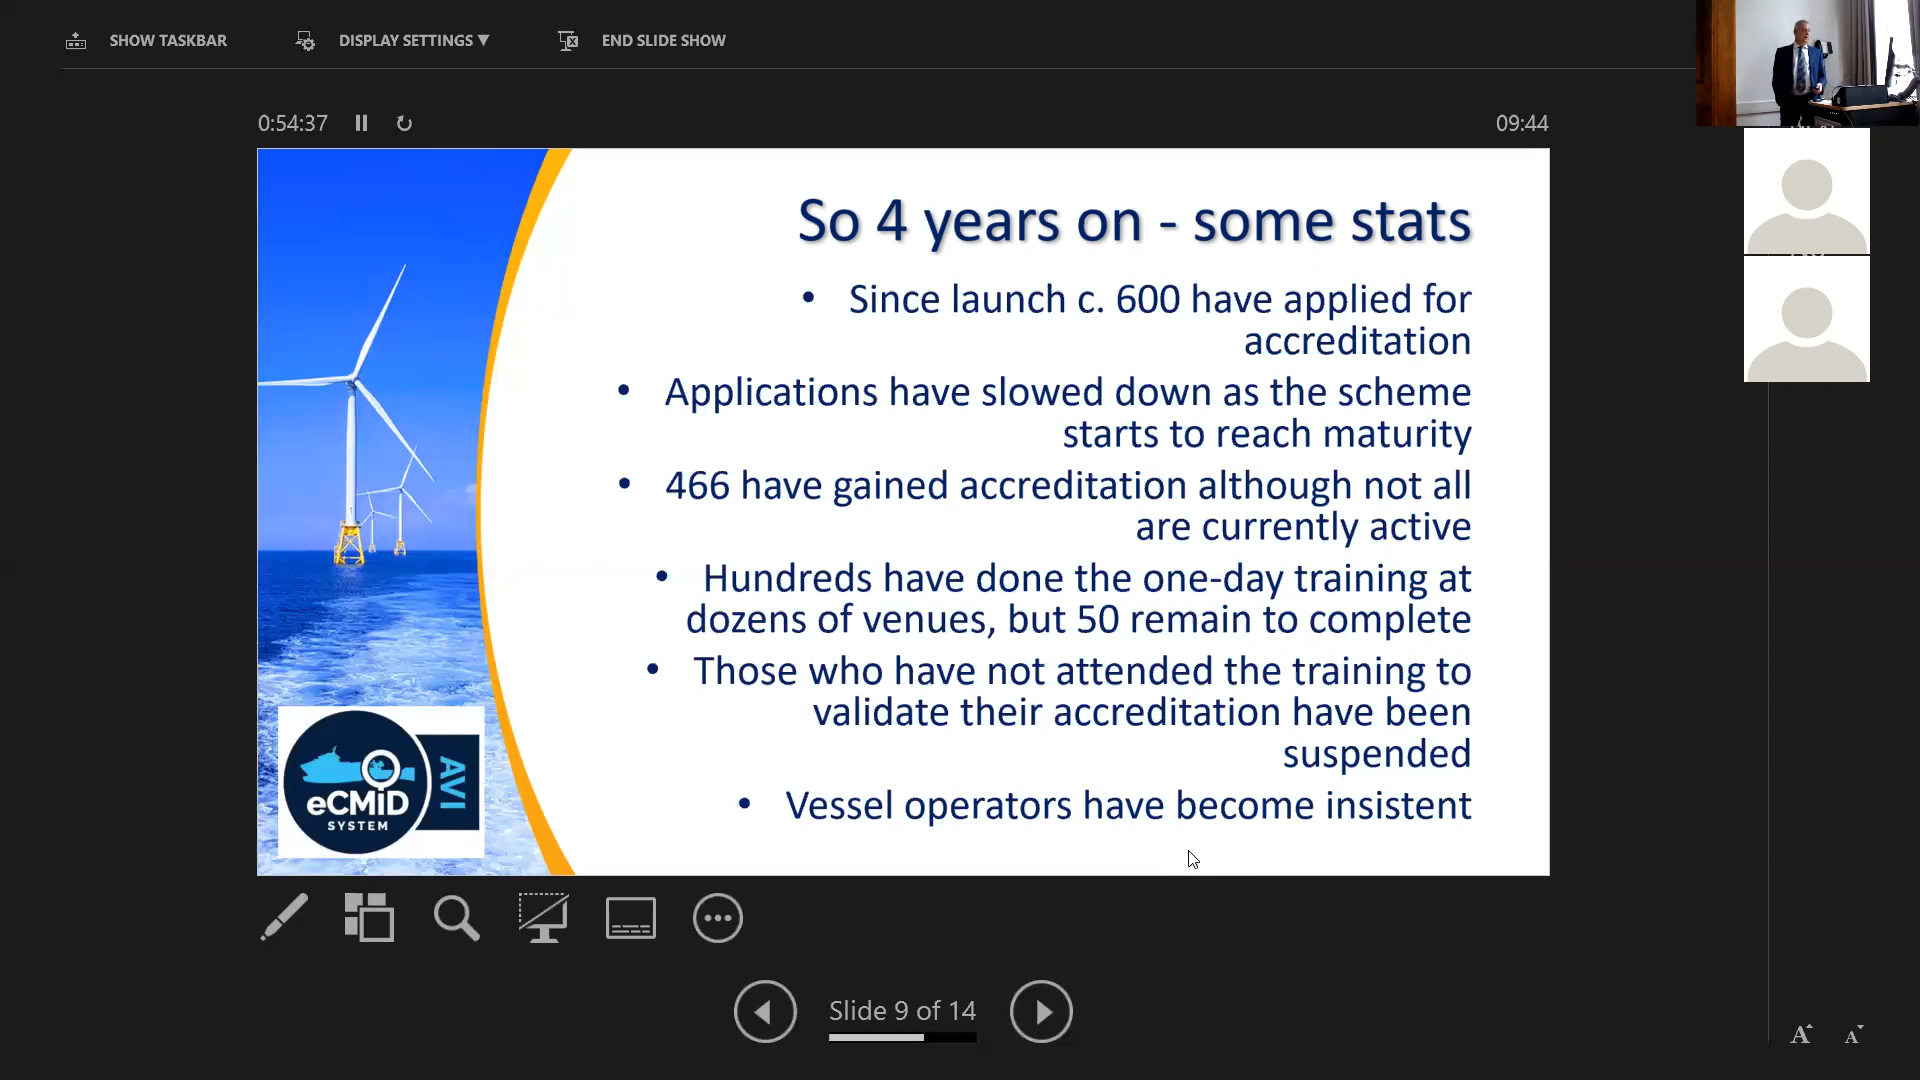 SHOW TASKBAR
DISPLAY SETTINGS ▼
END SLIDE SHOW
0:54:37
09:44
So 4 years on - some stats
• Since launch c. 600 have applied for
accreditation
• Applications have slowed down as the scheme
starts to reach maturity
• 466 have gained accreditation although not all
are currently active
• Hundreds have done the one-day training at
dozens of venues, but 50 remain to complete
• Those who have not attended the training to
validate their accreditation have been
suspended
• Vessel operators have become insistent
eCMID
SYSTEM
AVI
Slide 9 of 14
A A